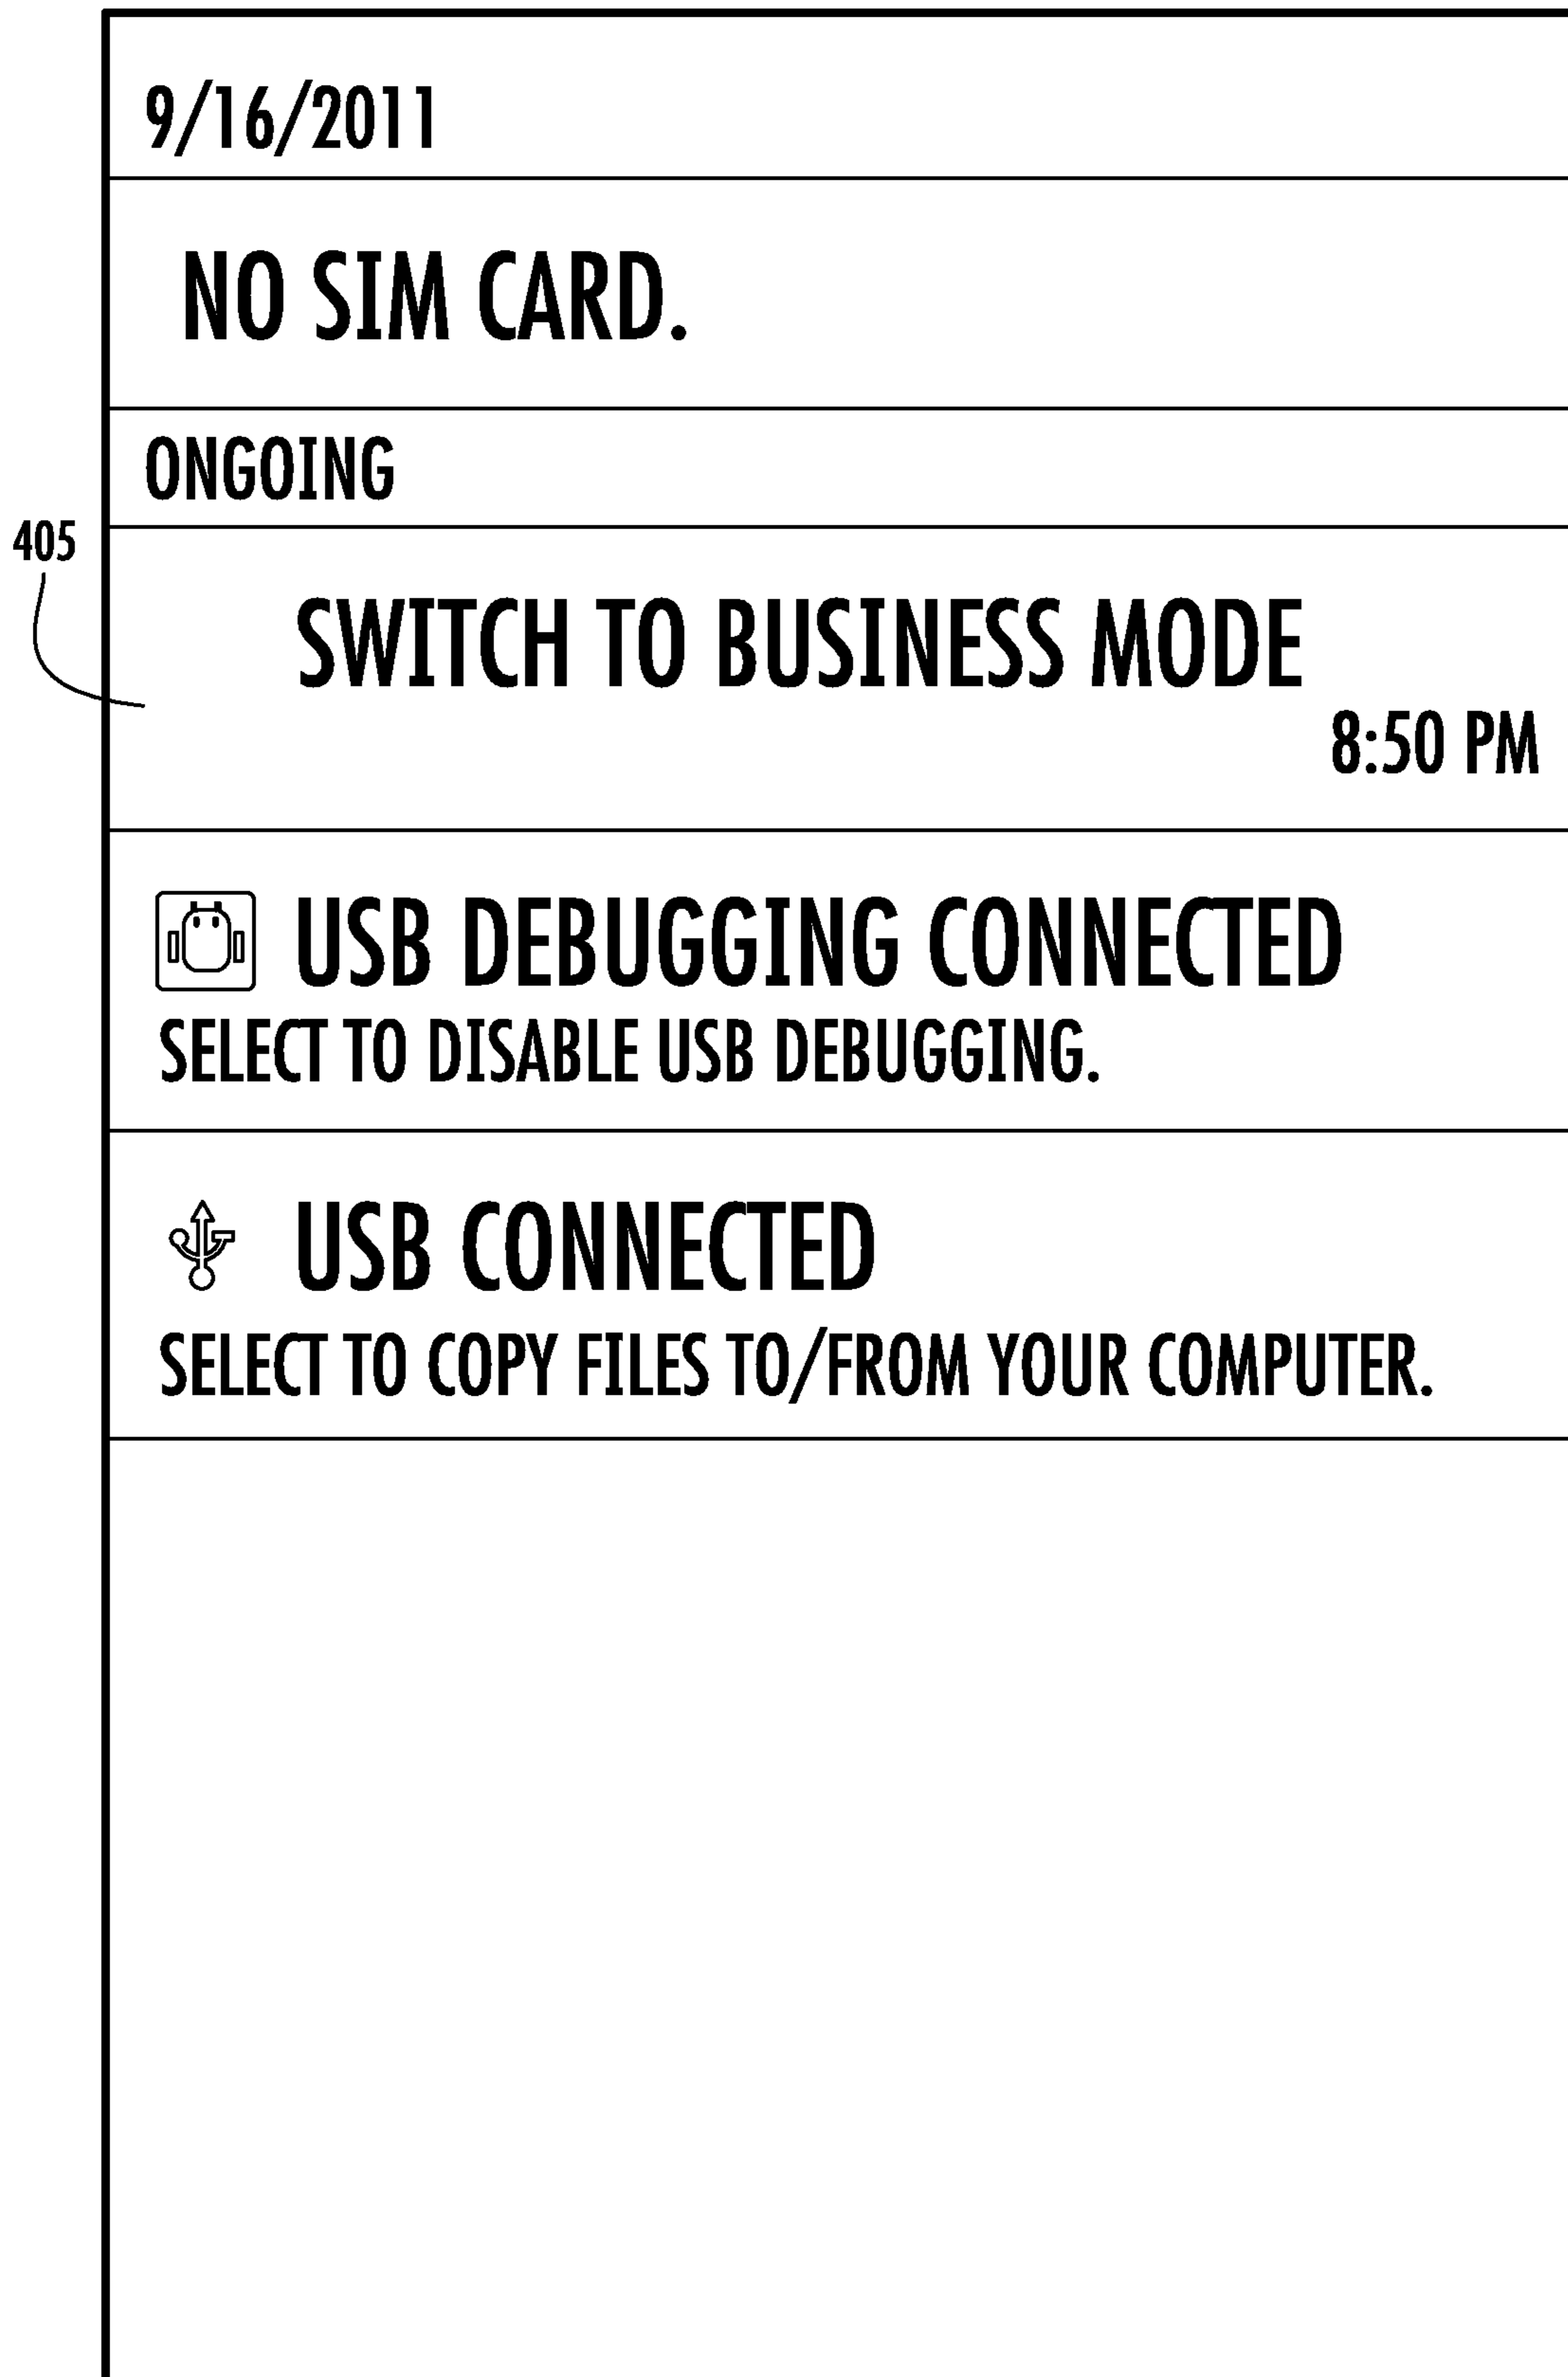 9/16/2011
NO SIM CARD.
ONGOING
405
SWITCH TO BUSINESS MODE
8:50 PM
USB DEBUGGING CONNECTED
SELECT TO DISABLE USB DEBUGGING.
USB CONNECTED
SELECT TO COPY FILES TO/FROM YOUR COMPUTER.